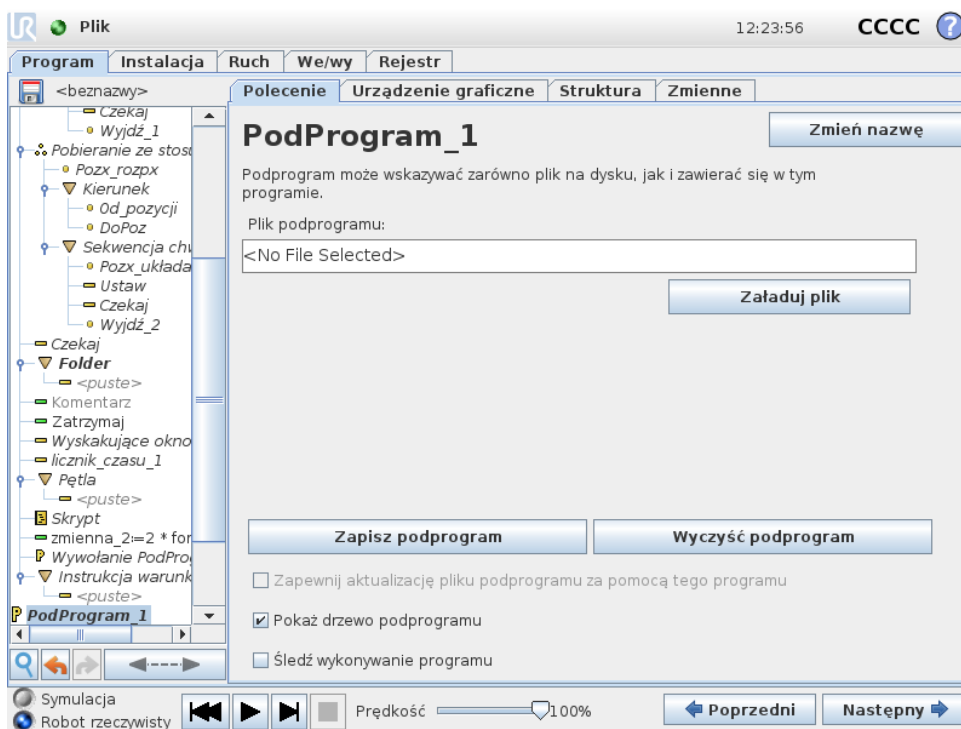 Plik
12:23:56
CCCC
?
Program
Instalacja
Ruch
We/wy
Rejestr
<beznazwy>
Czekaj
Wyjdź_1
Pobieranie ze stosu
Pozx_rozpx
Kierunek
Od_pozycji
DoPoz
Sekwencja chw
Pozx_układa
Ustaw
Czekaj
Wyjdź_2
Czekaj
Folder
<puste>
Komentarz
Zatrzymaj
Wyskakujące okno
licznik_czasu_1
Pętla
<puste>
Skrypt
zmienna_2:=2 * for
Wywołanie PodPro
Instrukcja warunk
<puste>
PodProgram_1
Polecenie
Urządzenie graficzne
Struktura
Zmienne
PodProgram_1
Zmień nazwę
Podprogram może wskazywać zarówno plik na dysku, jak i zawierać się w tym
programie.
Plik podprogramu:
<No File Selected>
Załaduj plik
Zapisz podprogram
Wyczyść podprogram
Zapewnij aktualizację pliku podprogramu za pomocą tego programu
Pokaż drzewo podprogramu
Śledź wykonywanie programu
Symulacja
Robot rzeczywisty
Prędkość
100%
Poprzedni
Następny